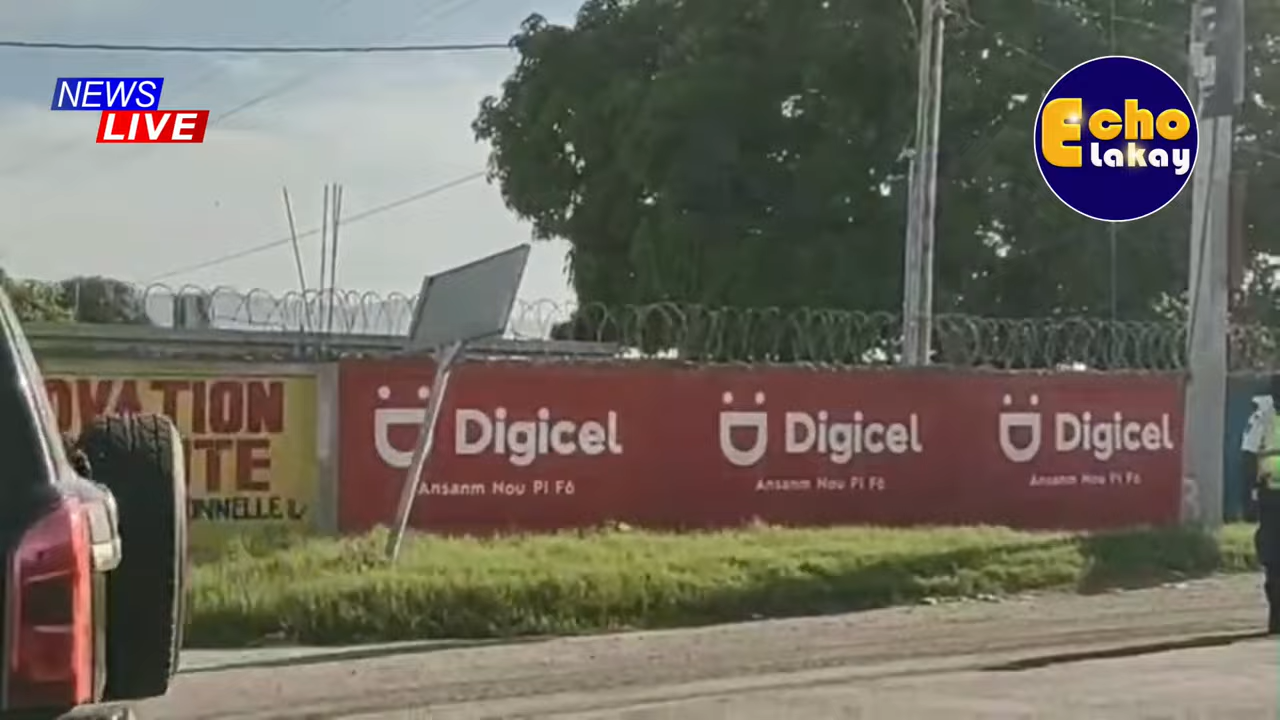 NEWS
LIVE
Echo
lakay
OVATION
ONNELLE
Digicel
Ansanm Nou Pi Fò
Digicel
Ansanm Nou Pi Fò
Digicel
Ansanm Nou Pi Fò